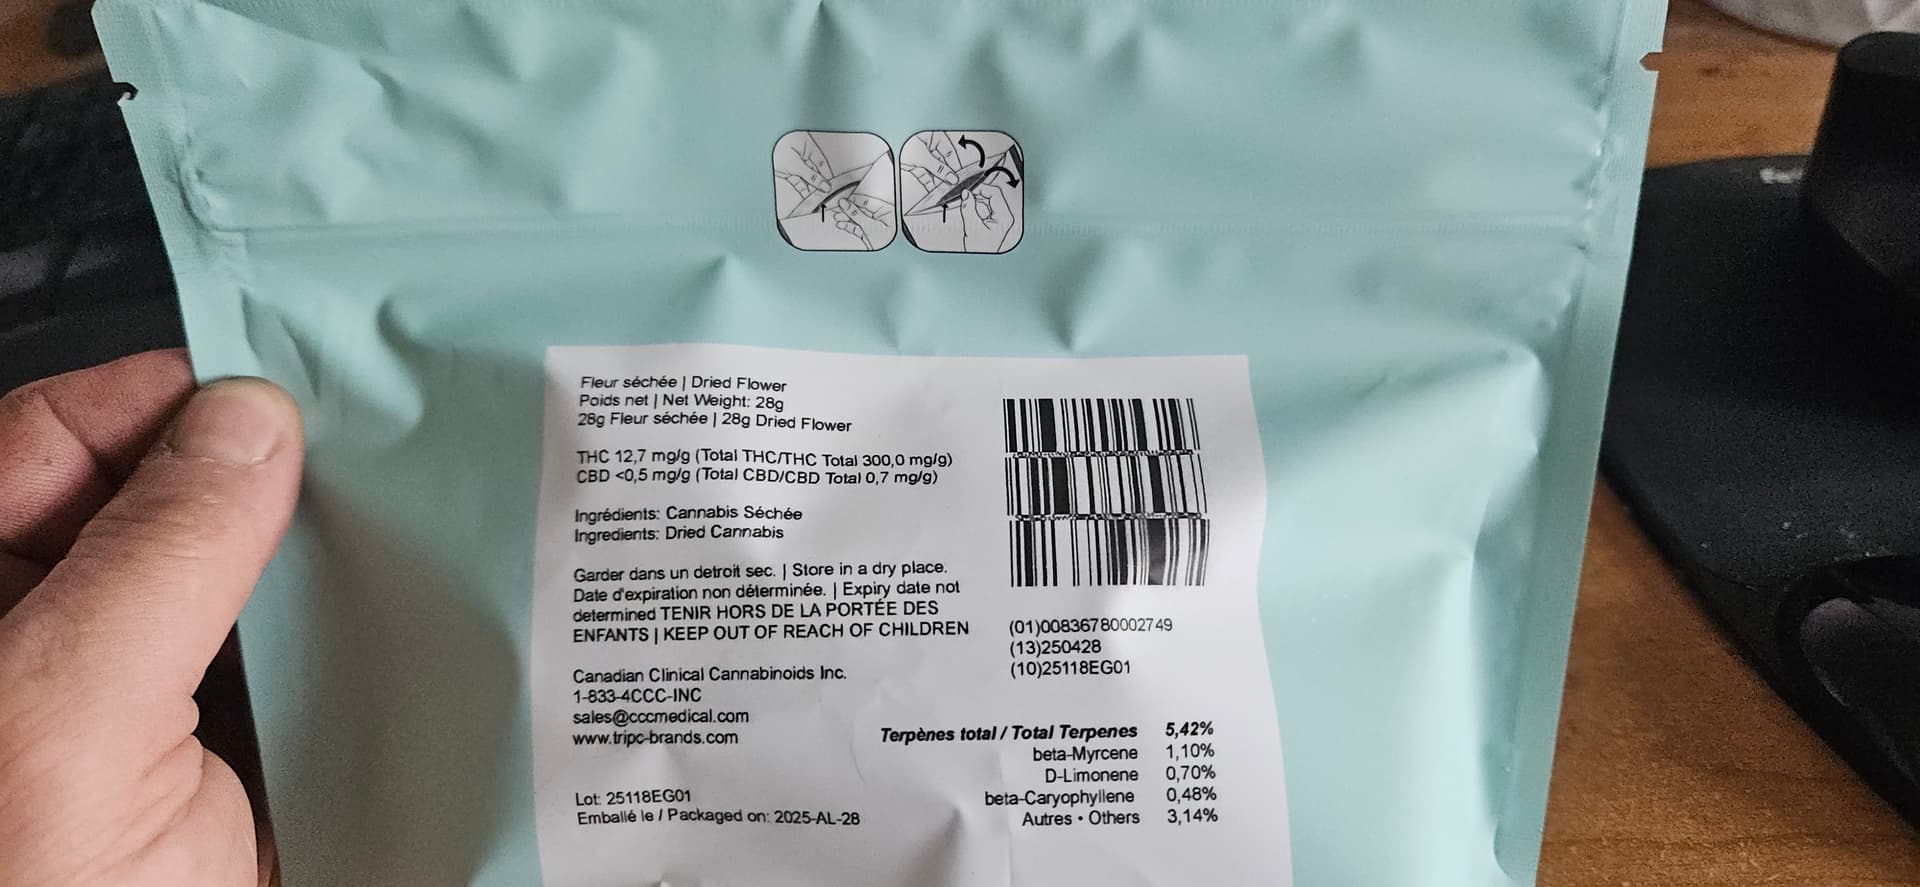 Fleur séchée | Dried Flower
Poids net | Net Weight: 28g
28g Fleur séchée | 28g Dried Flower
THC 12,7 mg/g (Total THC/THC Total 300,0 mg/g)
CBD <0,5 mg/g (Total CBD/CBD Total 0,7 mg/g)
Ingrédients: Cannabis Séchée
Ingredients: Dried Cannabis
Garder dans un detroit sec. | Store in a dry place.
Date d'expiration non déterminée. | Expiry date not
determined TENIR HORS DE LA PORTÉE DES
ENFANTS | KEEP OUT OF REACH OF CHILDREN
Canadian Clinical Cannabinoids Inc.
1-833-4CCC-INC
sales@cccmedical.com
www.tripc-brands.com
Lot: 25118EG01
Emballé le / Packaged on: 2025-AL-28
(01)00836780002749
(13)250428
(10)25118EG01
Terpènes total / Total Terpenes 5,42%
beta-Myrcene 1,10%
D-Limonene 0,70%
beta-Caryophyllene 0,48%
Autres • Others 3,14%